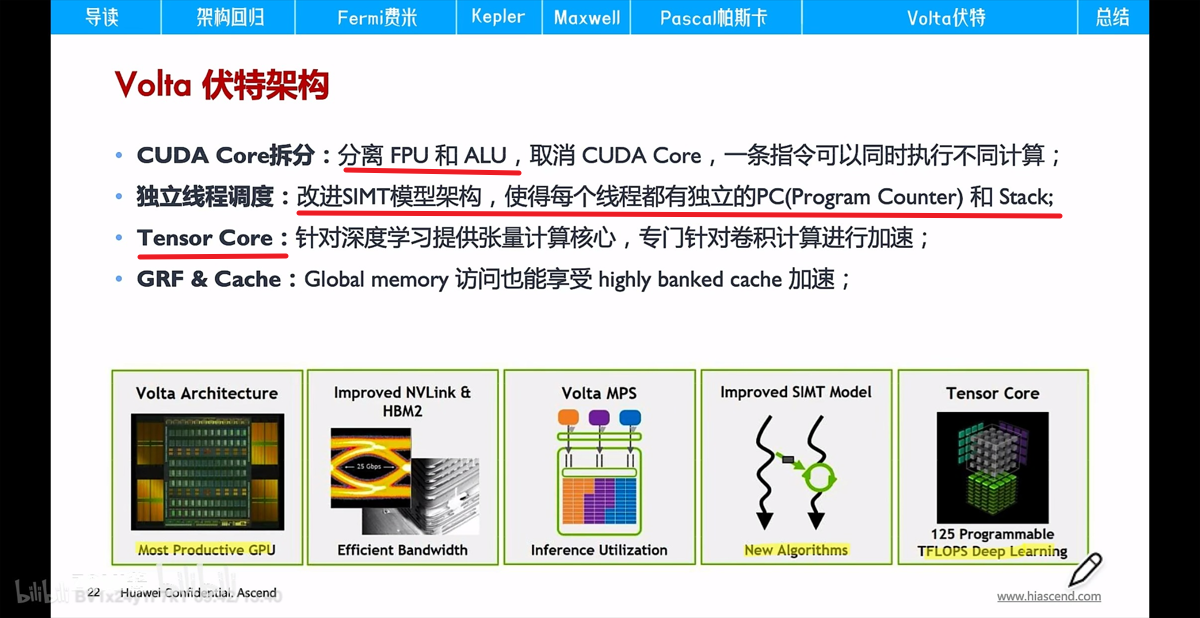 导读 架构回归 Fermi费米 Kepler Maxwell Pascal帕斯卡 Volta伏特 总结
Volta 伏特架构
• CUDA Core拆分：分离 FPU 和 ALU，取消 CUDA Core，一条指令可以同时执行不同计算；
• 独立线程调度：改进SIMT模型架构，使得每个线程都有独立的PC(Program Counter) 和 Stack;
• Tensor Core：针对深度学习提供张量计算核心，专门针对卷积计算进行加速；
• GRF & Cache：Global memory 访问也能享受 highly banked cache 加速；
Volta Architecture
Most Productive GPU
Improved NVLink &
HBM2
25 Gbps
Efficient Bandwidth
Volta MPS
Inference Utilization
Improved SIMT Model
New Algorithms
Tensor Core
125 Programmable
TFLOPS Deep Learning
bilibili
22 Huawei Confidential, Ascend
www.hiascend.com